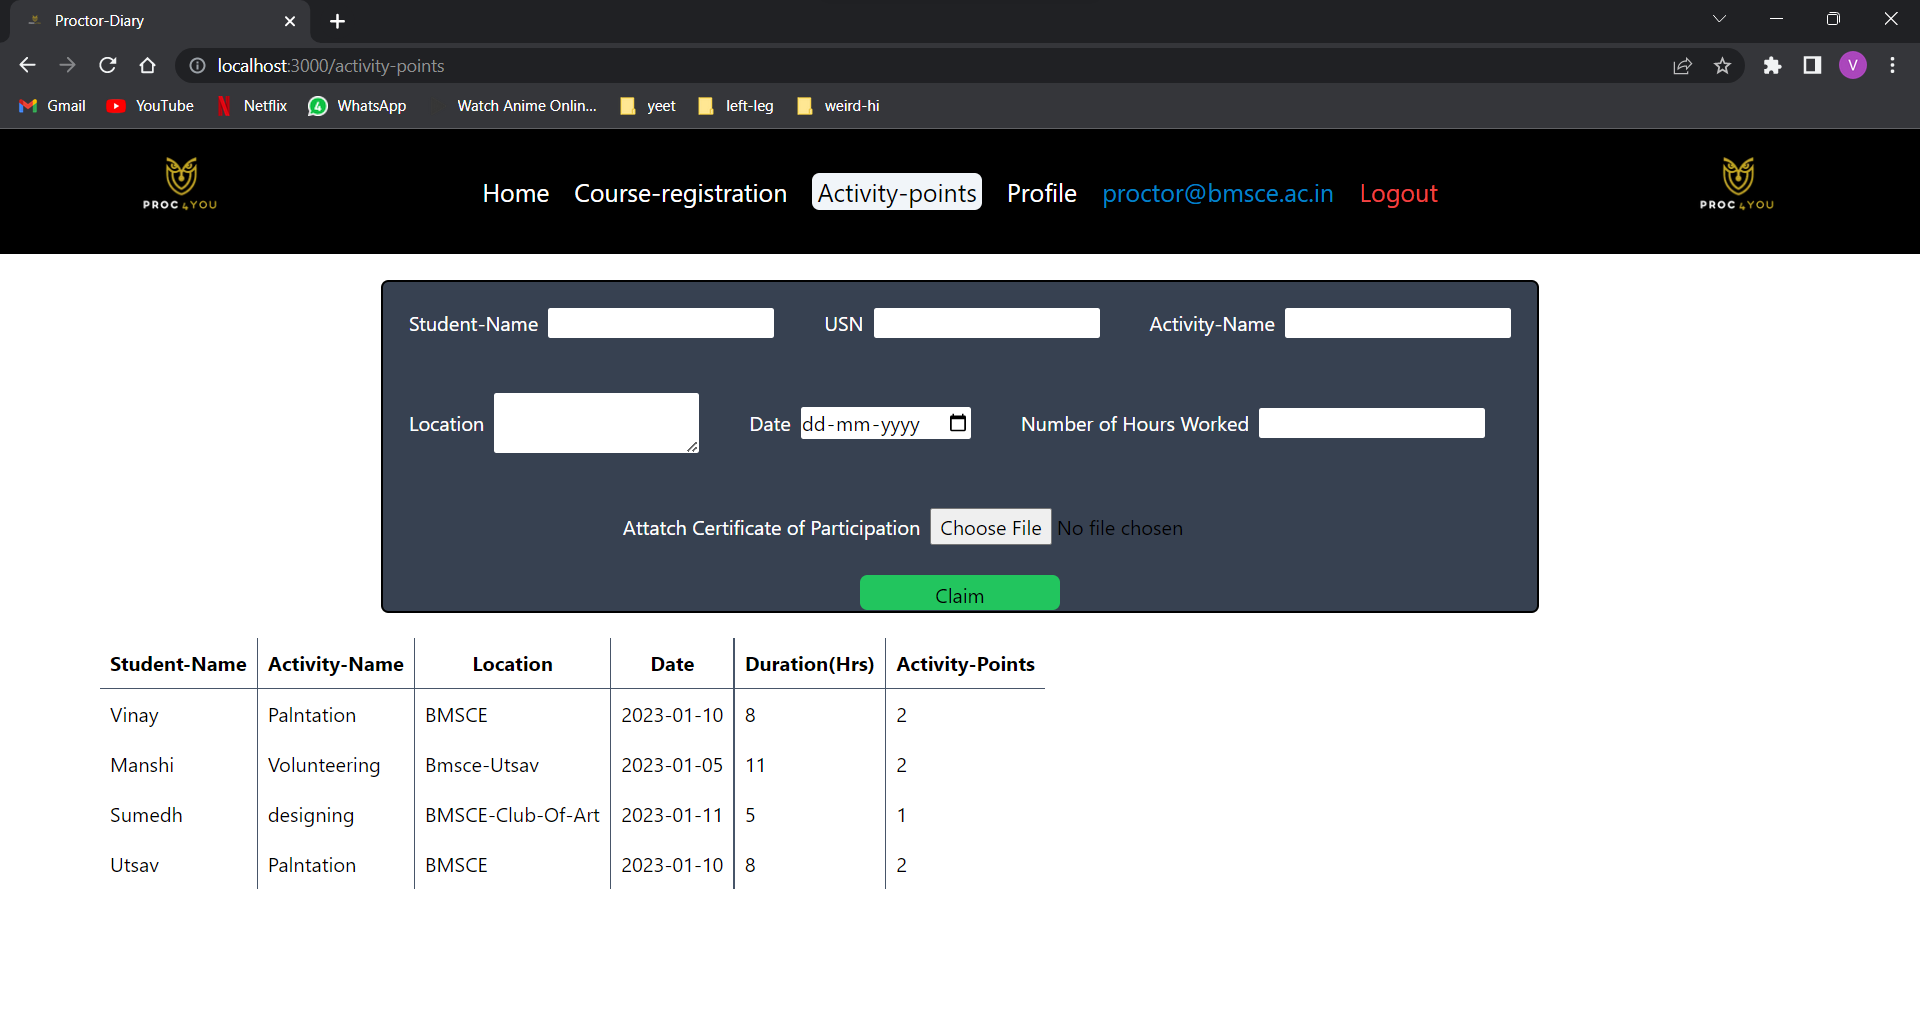 Proctor-Diary
localhost:3000/activity-points
V
Gmail YouTube Netflix 4 WhatsApp Watch Anime Onlin... yeet left-leg weird-hi
PROC 4YOU Home Course-registration Activity-points Profile proctor@bmsce.ac.in Logout PROC 4YOU
Student-Name USN Activity-Name
Location Date dd-mm-yyyy Number of Hours Worked
Attatch Certificate of Participation Choose File No file chosen
Claim
Student-Name Activity-Name Location Date Duration(Hrs) Activity-Points
Vinay Palntation BMSCE 2023-01-10 8 2
Manshi Volunteering Bmsce-Utsav 2023-01-05 11 2
Sumedh designing BMSCE-Club-Of-Art 2023-01-11 5 1
Utsav Palntation BMSCE 2023-01-10 8 2